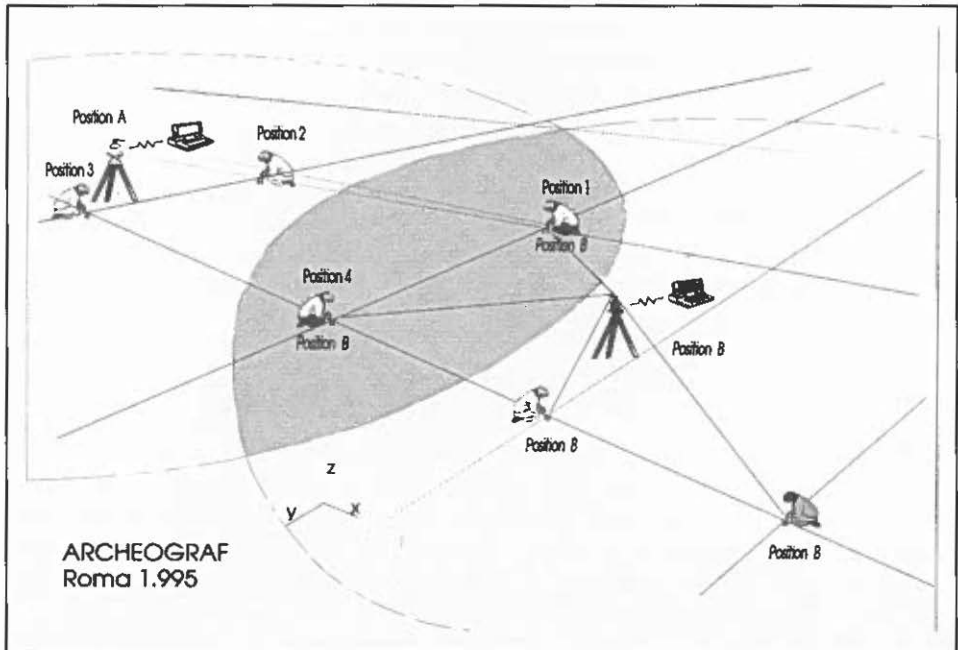 Position A
Position 2
Position 3
Position 1
Position B
Position 4
Position B
Position B
Position B
z
y
x
ARCHEOGRAF
Roma 1.995
Position B